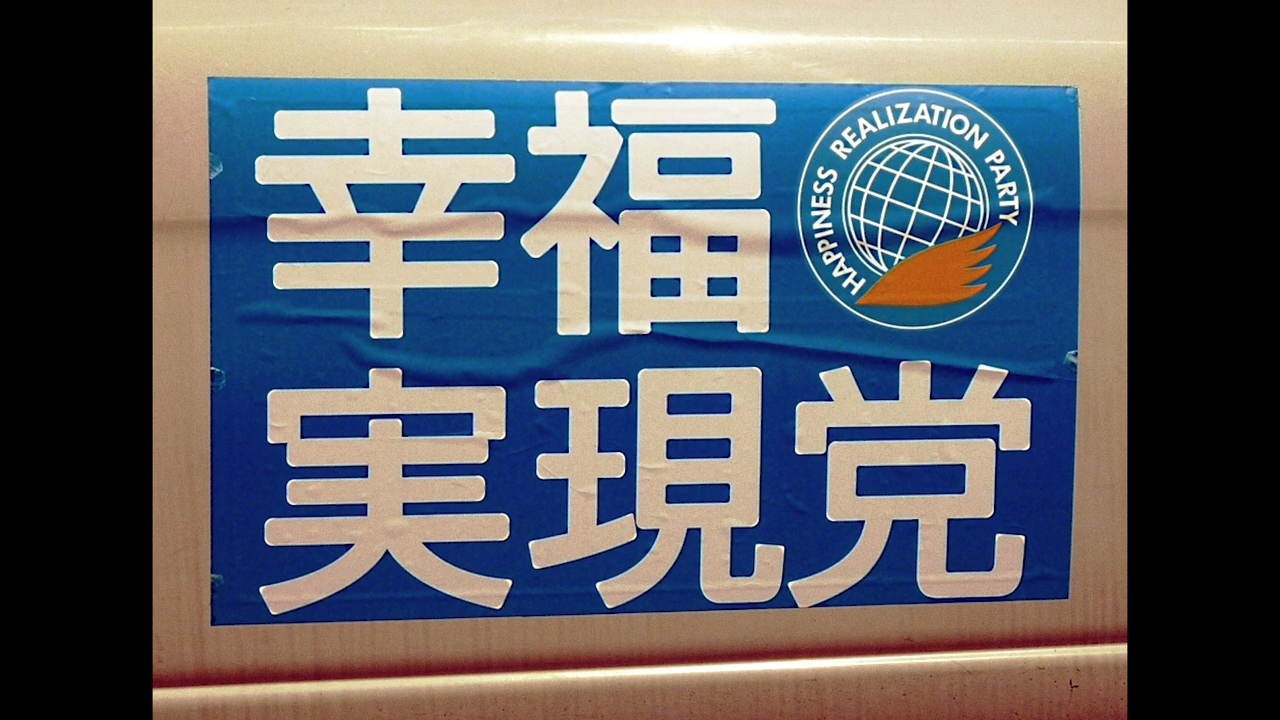 幸福
HAPPINESS REALIZATION PARTY
実現党